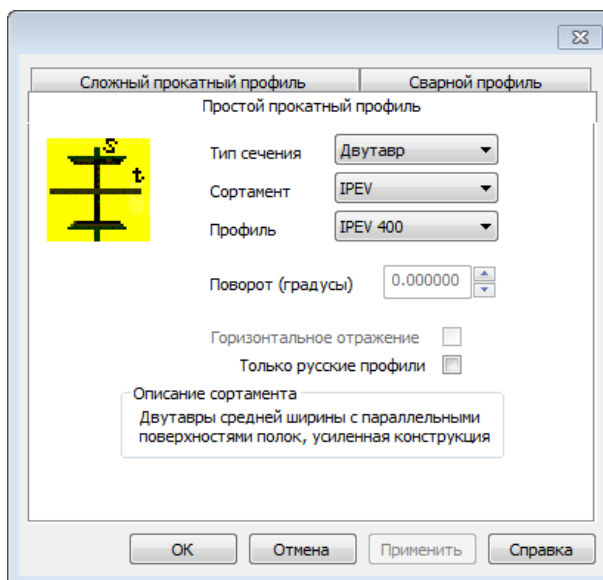 Сложный прокатный профиль
Сварной профиль
Простой прокатный профиль
s
t
Тип сечения
Двутавр
Сортамент
IPEV
Профиль
IPEV 400
Поворот (градусы)
0.000000
Горизонтальное отражение
Только русские профили
Описание сортамента
Двутавры средней ширины с параллельными
поверхностями полок, усиленная конструкция
ОК
Отмена
Применить
Справка